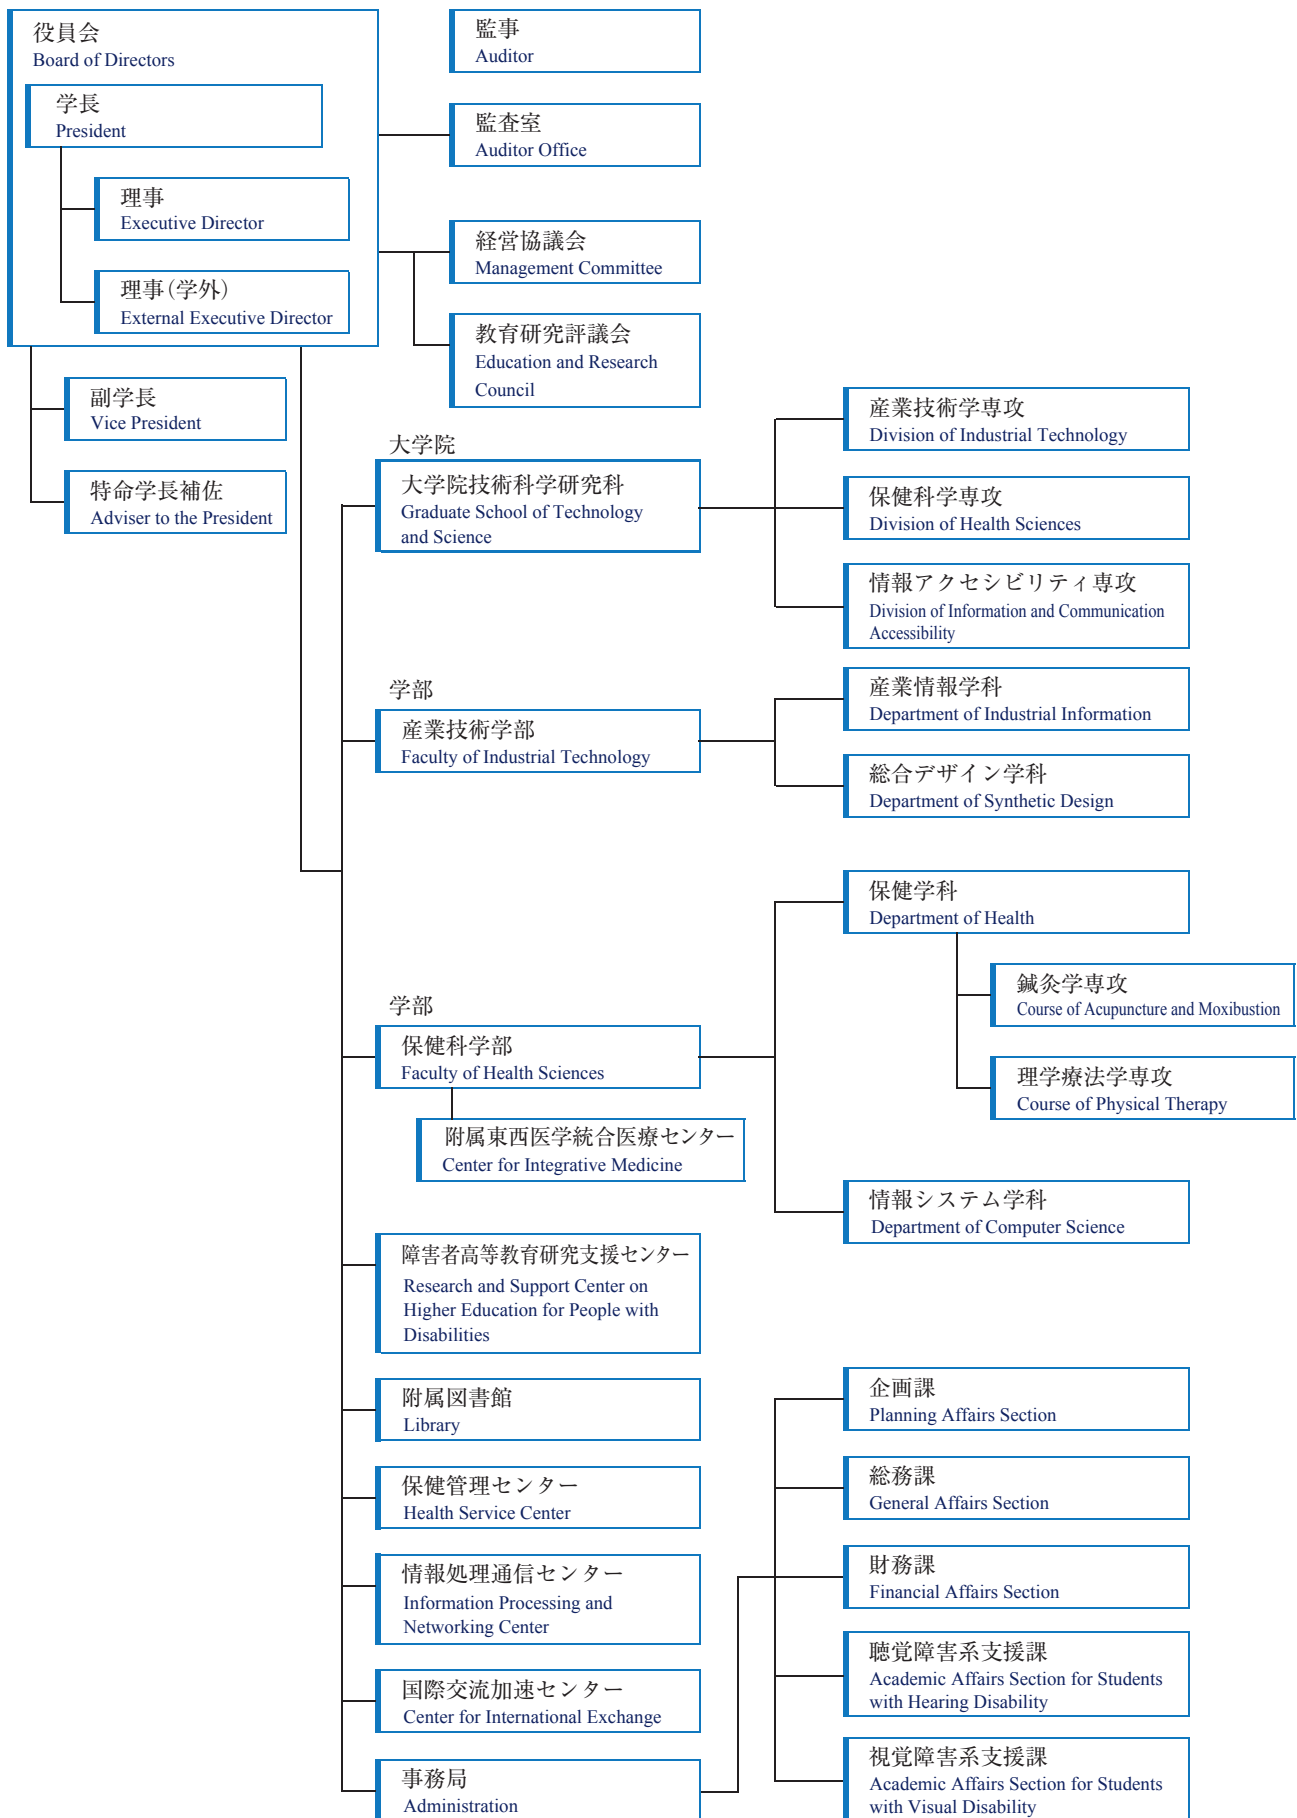 役員会
Board of Directors
学長
President
理事
Executive Director
理事(学外)
External Executive Director
副学長
Vice President
特命学長補佐
Adviser to the President
監事
Auditor
監査室
Auditor Office
経営協議会
Management Committee
教育研究評議会
Education and Research
Council
大学院
大学院技術科学研究科
Graduate School of Technology
and Science
産業技術学専攻
Division of Industrial Technology
保健科学専攻
Division of Health Sciences
情報アクセシビリティ専攻
Division of Information and Communication
Accessibility
学部
産業技術学部
Faculty of Industrial Technology
産業情報学科
Department of Industrial Information
総合デザイン学科
Department of Synthetic Design
学部
保健科学部
Faculty of Health Sciences
附属東西医学統合医療センター
Center for Integrative Medicine
保健学科
Department of Health
鍼灸学専攻
Course of Acupuncture and Moxibustion
理学療法学専攻
Course of Physical Therapy
情報システム学科
Department of Computer Science
障害者高等教育研究支援センター
Research and Support Center on
Higher Education for People with
Disabilities
附属図書館
Library
保健管理センター
Health Service Center
情報処理通信センター
Information Processing and
Networking Center
国際交流加速センター
Center for International Exchange
事務局
Administration
企画課
Planning Affairs Section
総務課
General Affairs Section
財務課
Financial Affairs Section
聴覚障害系支援課
Academic Affairs Section for Students
with Hearing Disability
視覚障害系支援課
Academic Affairs Section for Students
with Visual Disability